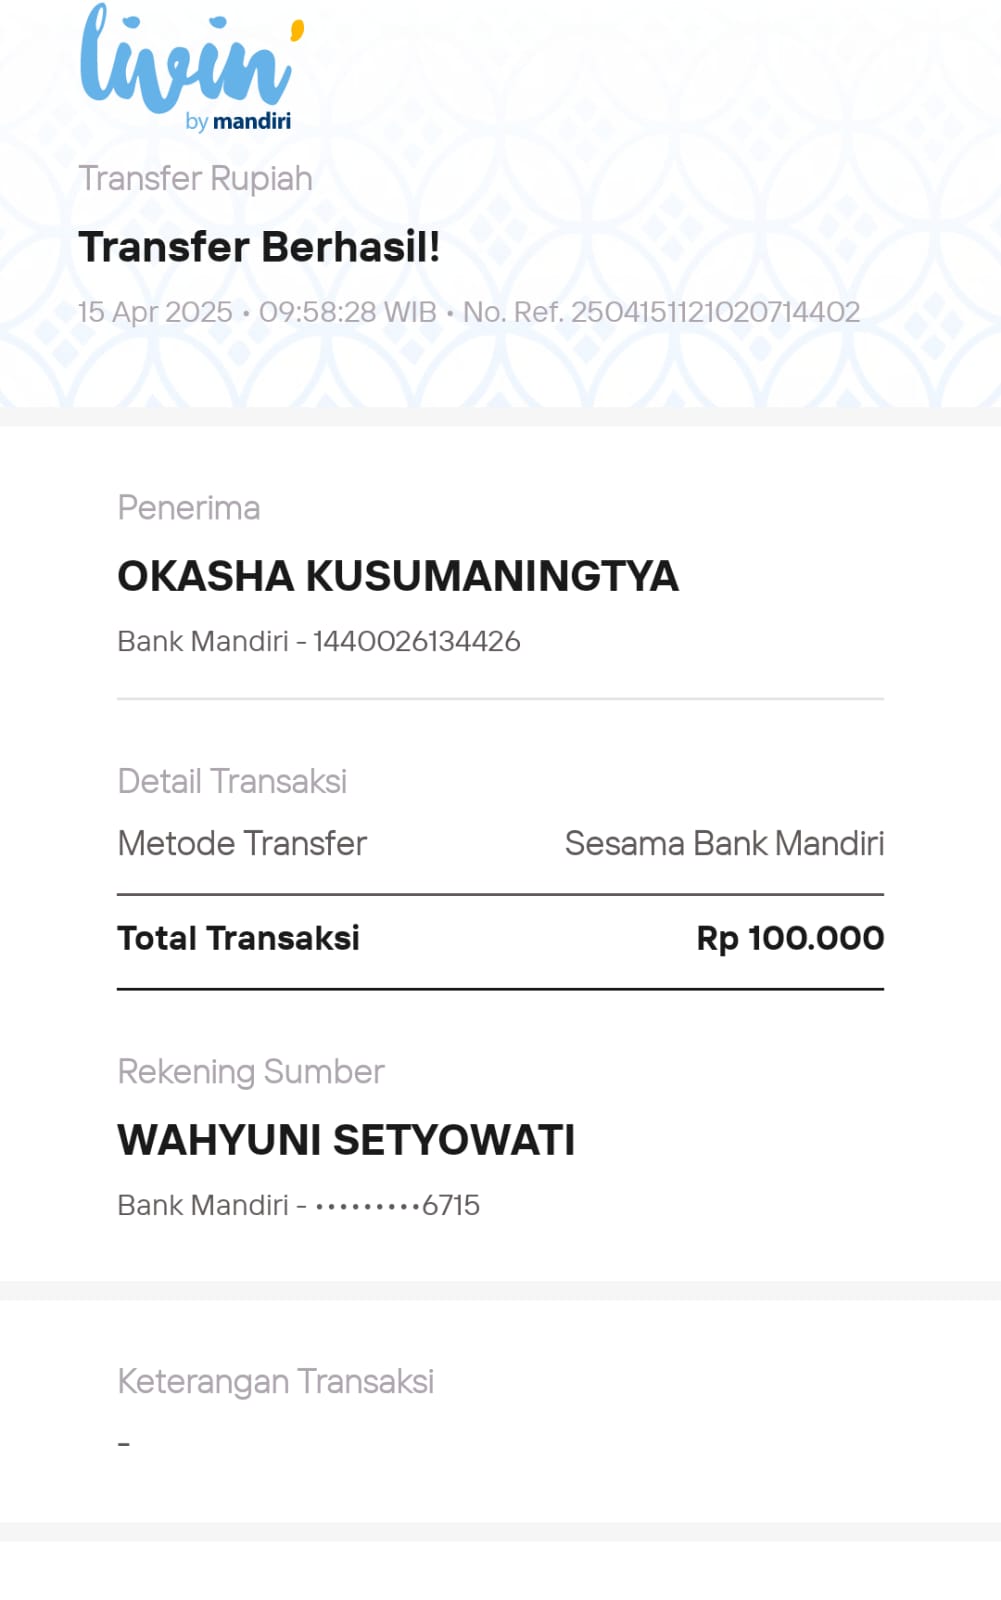 livin'
by mandiri
Transfer Rupiah
Transfer Berhasil!
15 Apr 2025 • 09:58:28 WIB • No. Ref. 2504151121020714402
Penerima
OKASHA KUSUMANINGTYA
Bank Mandiri - 1440026134426
Detail Transaksi
Metode Transfer Sesama Bank Mandiri
Total Transaksi Rp 100.000
Rekening Sumber
WAHYUNI SETYOWATI
Bank Mandiri - •••••••••6715
Keterangan Transaksi
-